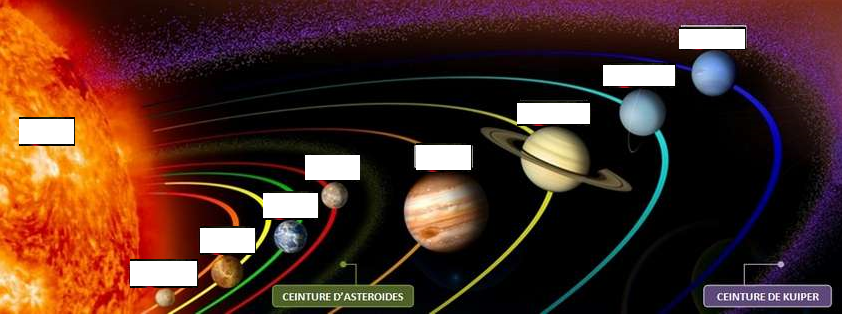 CEINTURE D'ASTEROIDES
CEINTURE DE KUIPER